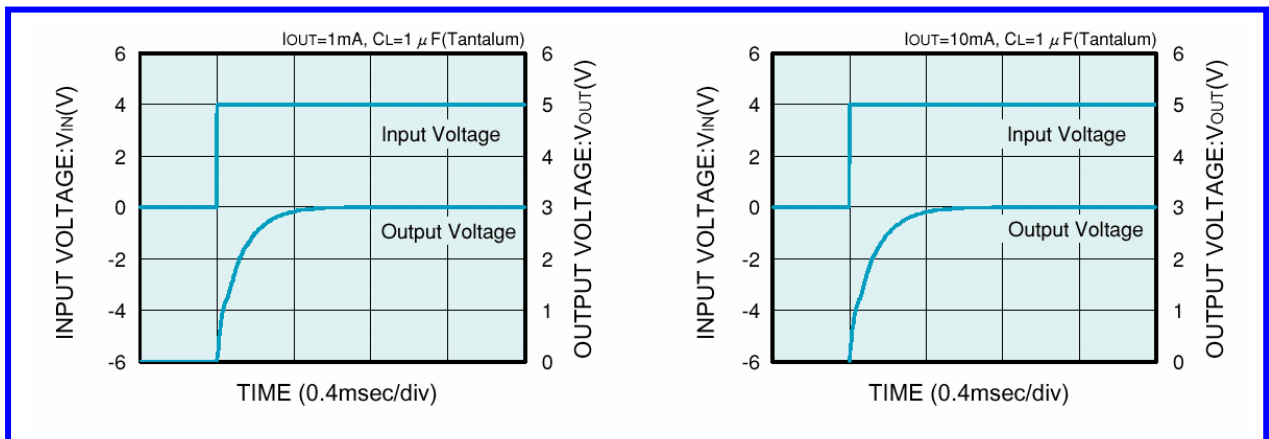 IOUT=1mA, CL=1 μF(Tantalum)
INPUT VOLTAGE:VIN(V)
6
4
2
0
-2
-4
-6
Input Voltage
Output Voltage
6
5
4
3
2
1
0
OUTPUT VOLTAGE:VOUT(V)
TIME (0.4msec/div)
IOUT=10mA, CL=1 μF(Tantalum)
INPUT VOLTAGE:VIN(V)
6
4
2
0
-2
-4
-6
Input Voltage
Output Voltage
6
5
4
3
2
1
0
OUTPUT VOLTAGE:VOUT(V)
TIME (0.4msec/div)